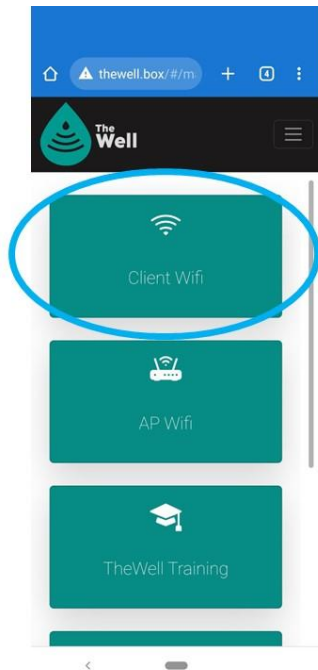 thewell.box/#/m
4
The
Well
Client Wifi
AP Wifi
TheWell Training